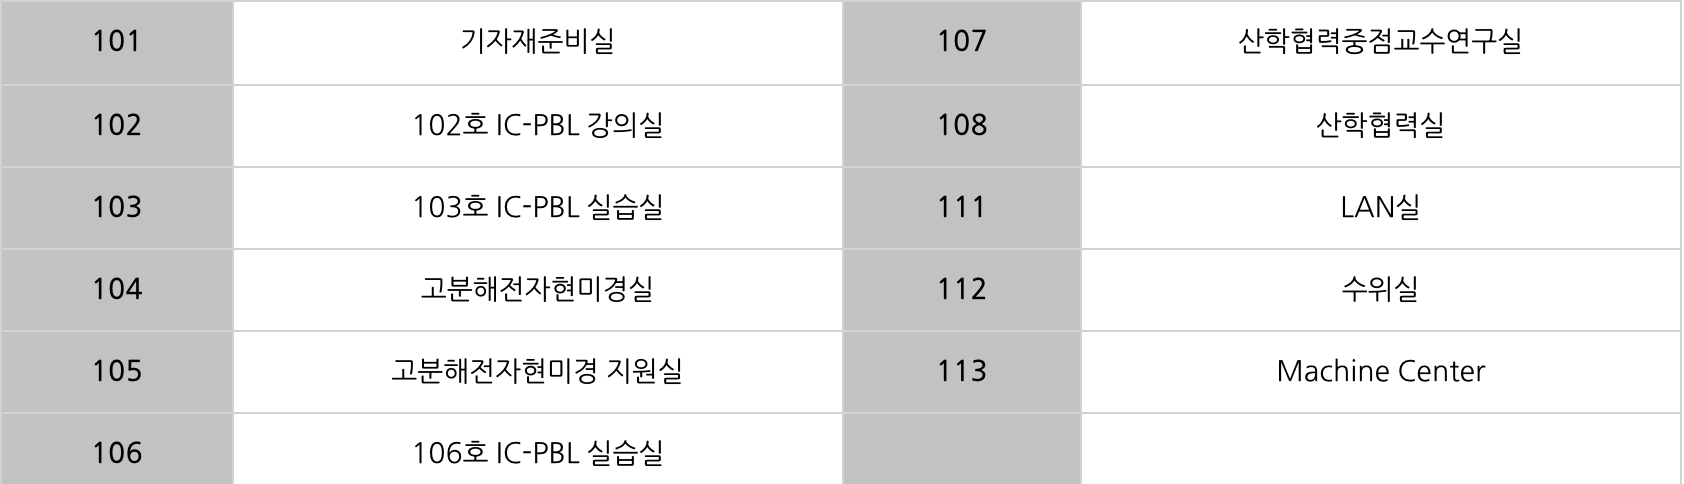 101 기자재준비실 107 산학협력중점교수연구실
102 102호 IC-PBL 강의실 108 산학협력실
103 103호 IC-PBL 실습실 111 LAN실
104 고분해전자현미경실 112 수위실
105 고분해전자현미경 지원실 113 Machine Center
106 106호 IC-PBL 실습실